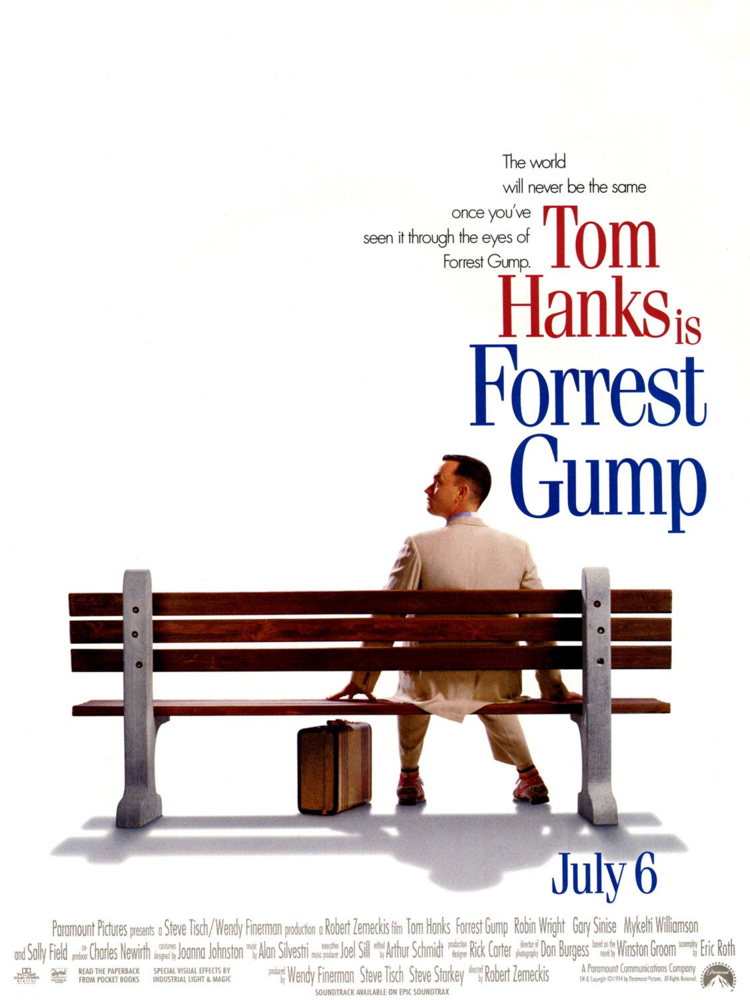 The world
will never be the same
once you've
seen it through the eyes of
Forrest Gump.
Tom
Hanks is
Forrest
Gump
July 6
Paramount Pictures presents a Steve Tisch/Wendy Finerman production a Robert Zemeckis film Tom Hanks Forrest Gump Robin Wright Gary Sinise Mykelti Williamson
and Sally Field co-producer Charles Newirth costumes designed by Joanna Johnston music by Alan Silvestri executive music producer Joel Sill edited by Arthur Schmidt production designer Rick Carter director of photography Don Burgess based on the novel by Winston Groom screenplay by Eric Roth
produced by Wendy Finerman Steve Tisch Steve Starkey directed by Robert Zemeckis
DOLBY STEREO DIGITAL
READ THE PAPERBACK
FROM POCKET BOOKS
SPECIAL VISUAL EFFECTS BY
INDUSTRIAL LIGHT & MAGIC
SOUNDTRACK AVAILABLE ON EPIC SOUNDTRAX
A Paramount Communications Company
TM & Copyright ©1994 by Paramount Pictures. All Rights Reserved.
Paramount